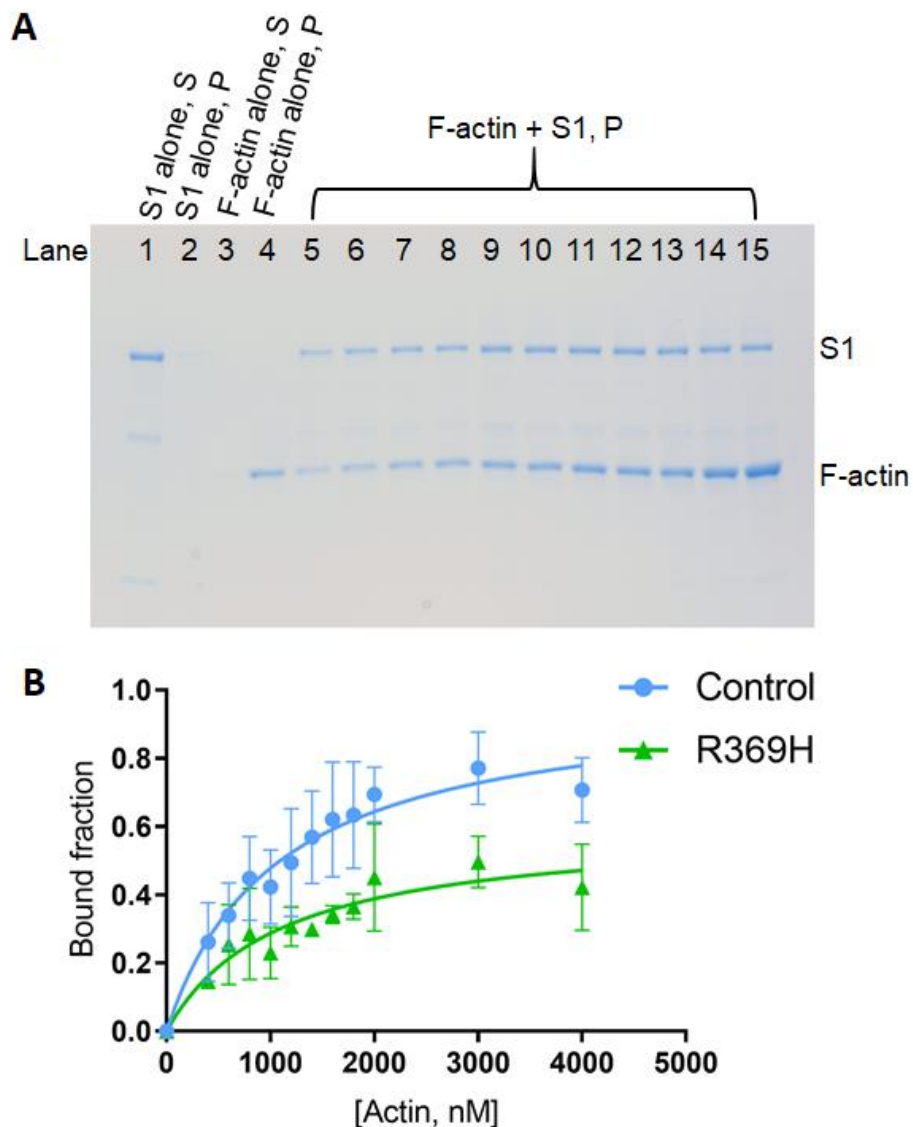 A
S1 alone, S
S1 alone, P
F-actin alone, S
F-actin alone, P
F-actin + S1, P
Lane 1 2 3 4 5 6 7 8 9 10 11 12 13 14 15
S1
F-actin
B
Control
R369H
1.0
0.8
0.6
0.4
0.2
0.0
Bound fraction
0 1000 2000 3000 4000 5000
[Actin, nM]